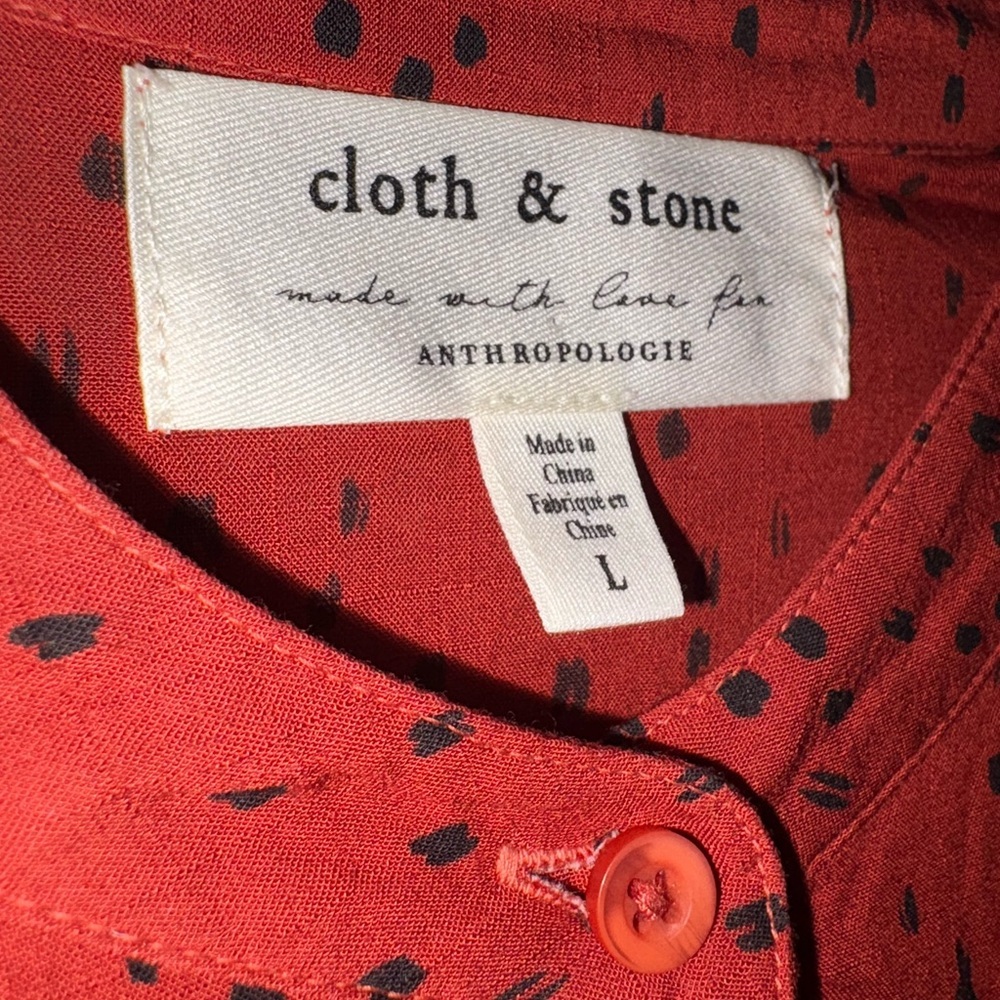 cloth & stone
made with love for
ANTHROPOLOGIE
Made in
China
Fabriqué en
Chine
L